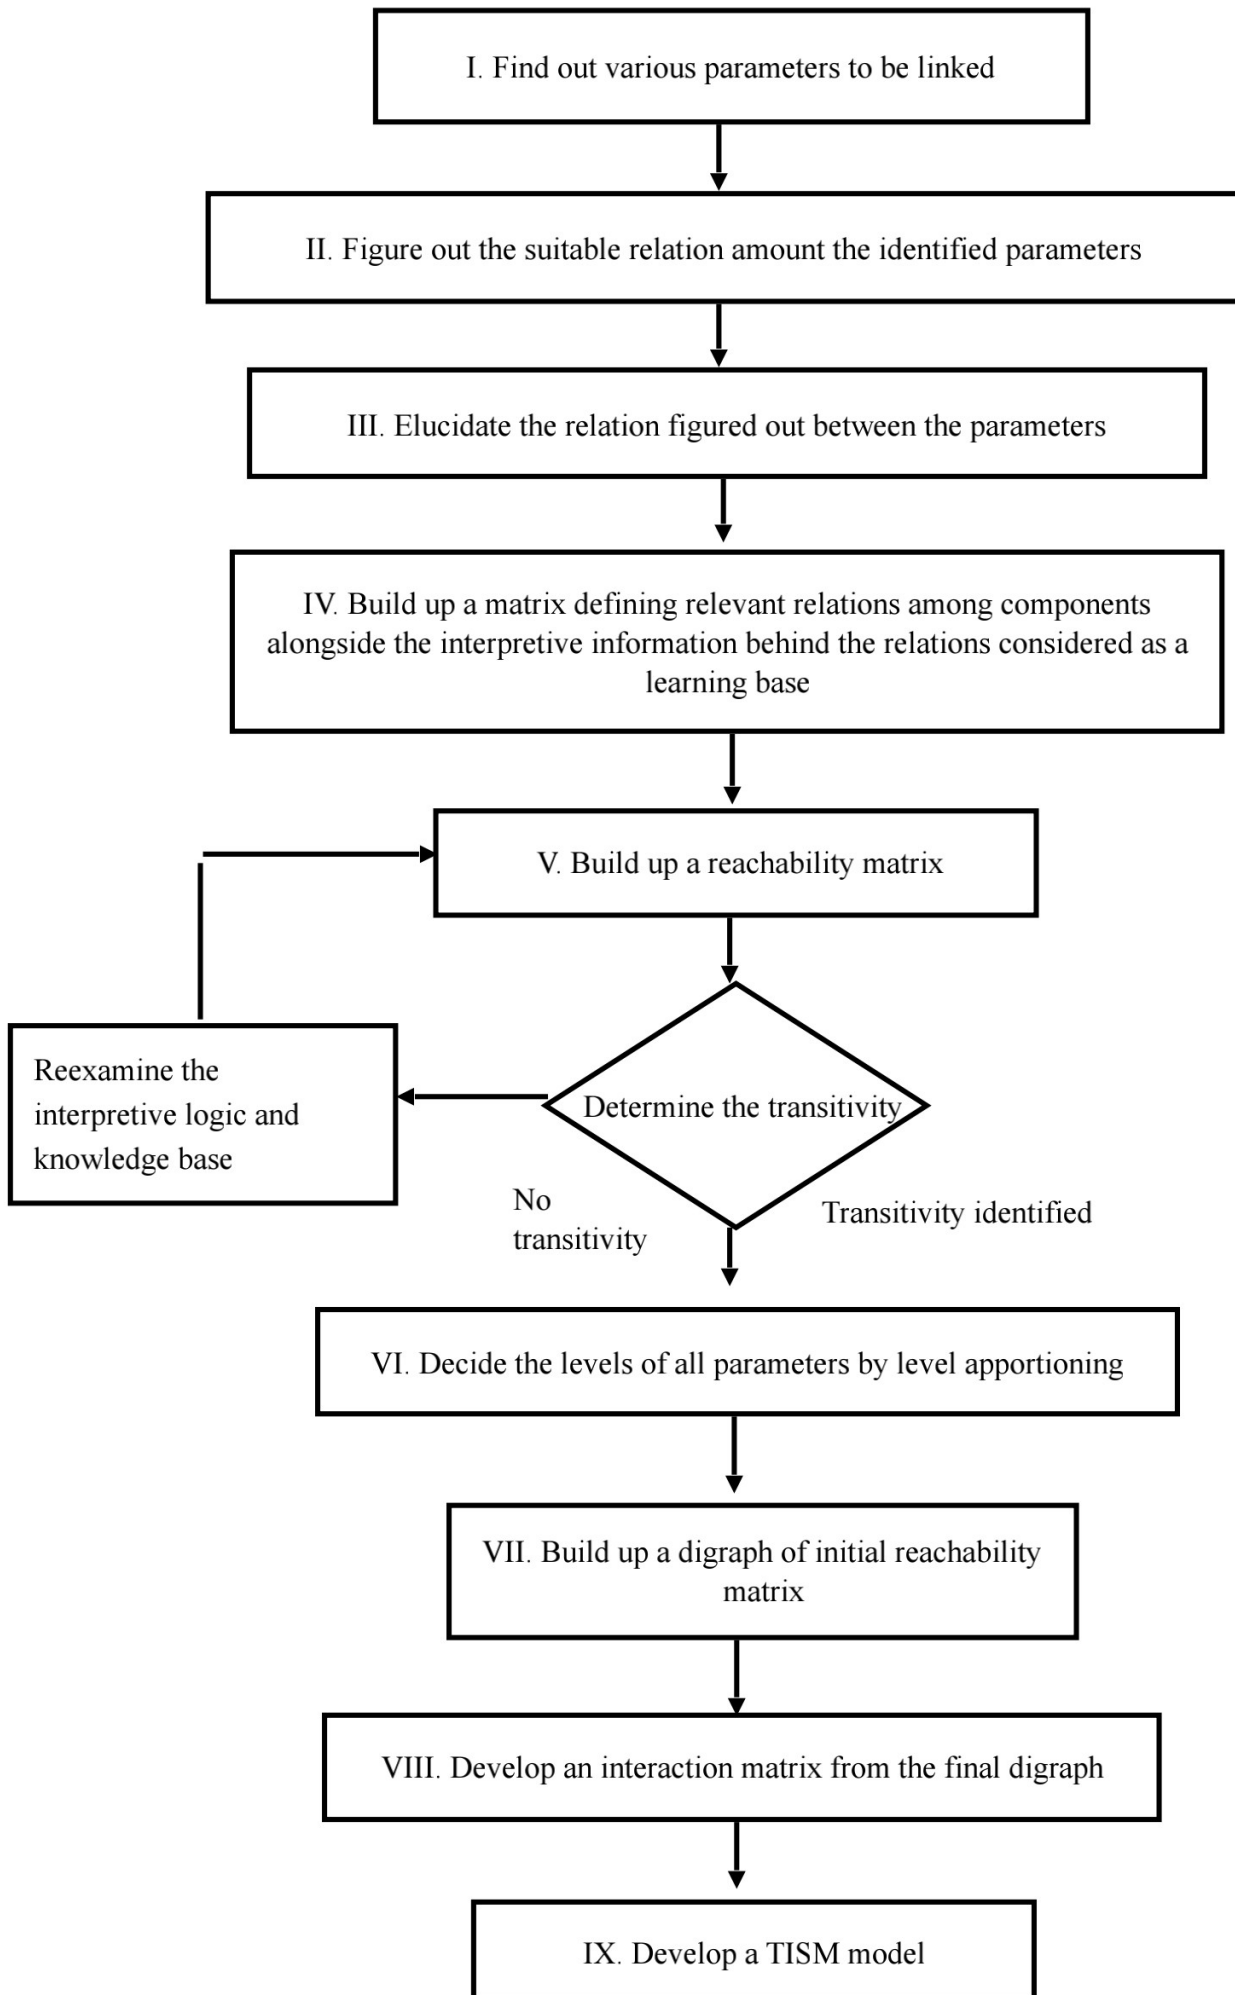 I. Find out various parameters to be linked
II. Figure out the suitable relation amount the identified parameters
III. Elucidate the relation figured out between the parameters
IV. Build up a matrix defining relevant relations among components
alongside the interpretive information behind the relations considered as a
learning base
V. Build up a reachability matrix
Reexamine the
interpretive logic and
knowledge base
Determine the transitivity
No
transitivity
Transitivity identified
VI. Decide the levels of all parameters by level apportioning
VII. Build up a digraph of initial reachability
matrix
VIII. Develop an interaction matrix from the final digraph
IX. Develop a TISM model